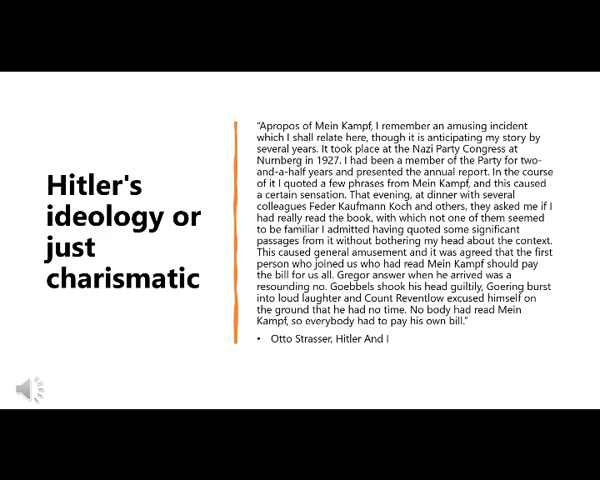 Hitler's
ideology or
just
charismatic
“Apropos of Mein Kampf, I remember an amusing incident
which I shall relate here, though it is anticipating my story by
several years. It took place at the Nazi Party Congress at
Nurnberg in 1927. I had been a member of the Party for two-
and-a-half years and presented the annual report. In the course
of it I quoted a few phrases from Mein Kampf, and this caused
a certain sensation. That evening, at dinner with several
colleagues Feder Kaufmann Koch and others, they asked me if I
had really read the book, with which not one of them seemed
to be familiar I admitted having quoted some significant
passages from it without bothering my head about the context.
This caused general amusement and it was agreed that the first
person who joined us who had read Mein Kampf should pay
the bill for us all. Gregor answer when he arrived was a
resounding no. Goebbels shook his head guiltily, Goering burst
into loud laughter and Count Reventlow excused himself on
the ground that he had no time. No body had read Mein
Kampf, so everybody had to pay his own bill.”
• Otto Strasser, Hitler And I